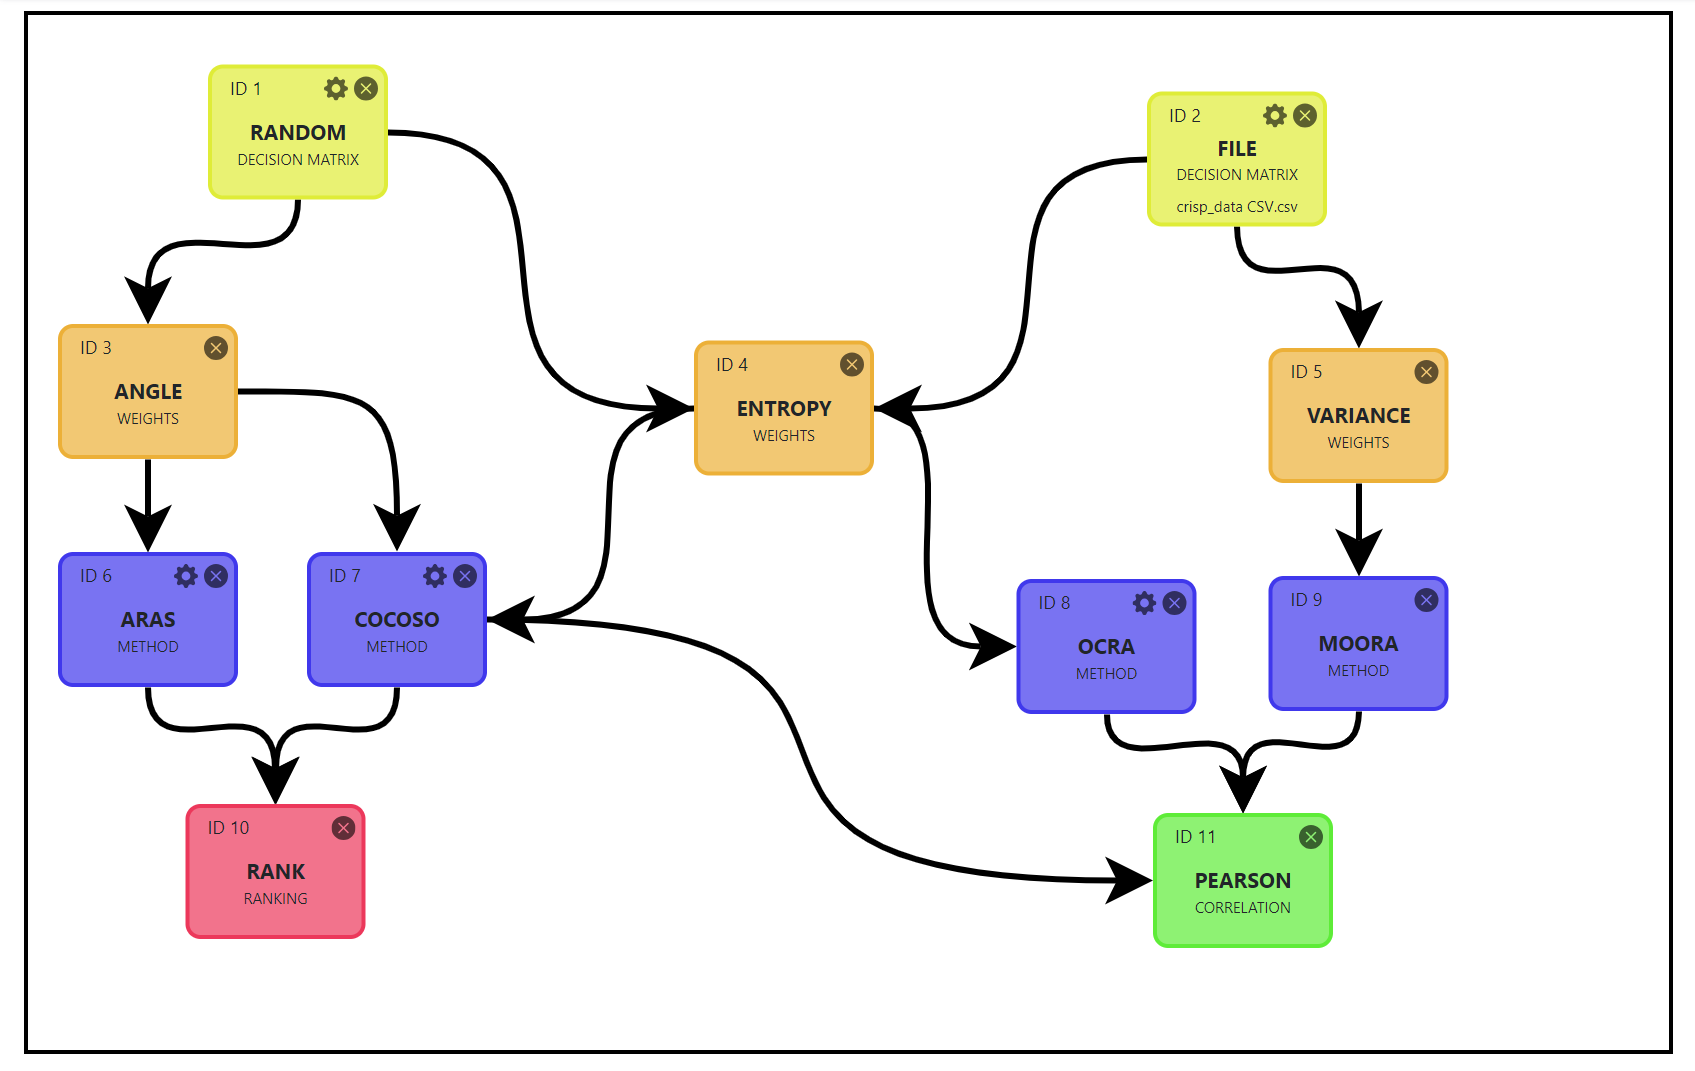 ID 1
RANDOM
DECISION MATRIX
ID 2
FILE
DECISION MATRIX
crisp_data CSV.csv
ID 3
ANGLE
WEIGHTS
ID 4
ENTROPY
WEIGHTS
ID 5
VARIANCE
WEIGHTS
ID 6
ARAS
METHOD
ID 7
COCOSO
METHOD
ID 8
OCRA
METHOD
ID 9
MOORA
METHOD
ID 10
RANK
RANKING
ID 11
PEARSON
CORRELATION